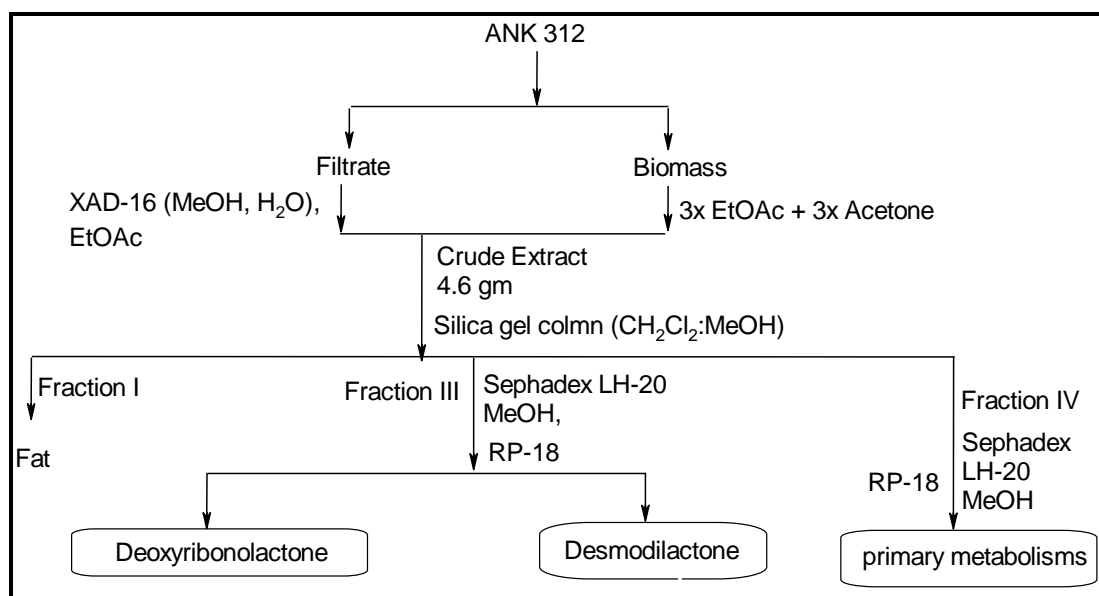 ANK 312
Filtrate
Biomass
XAD-16 (MeOH, H₂O),
EtOAc
3x EtOAc + 3x Acetone
Crude Extract
4.6 gm
Silica gel colmn (CH₂Cl₂:MeOH)
Fraction I
Fat
Fraction III
Sephadex LH-20
MeOH,
RP-18
Fraction IV
Sephadex
LH-20
MeOH
RP-18
Deoxyribonolactone
Desmodilactone
primary metabolisms